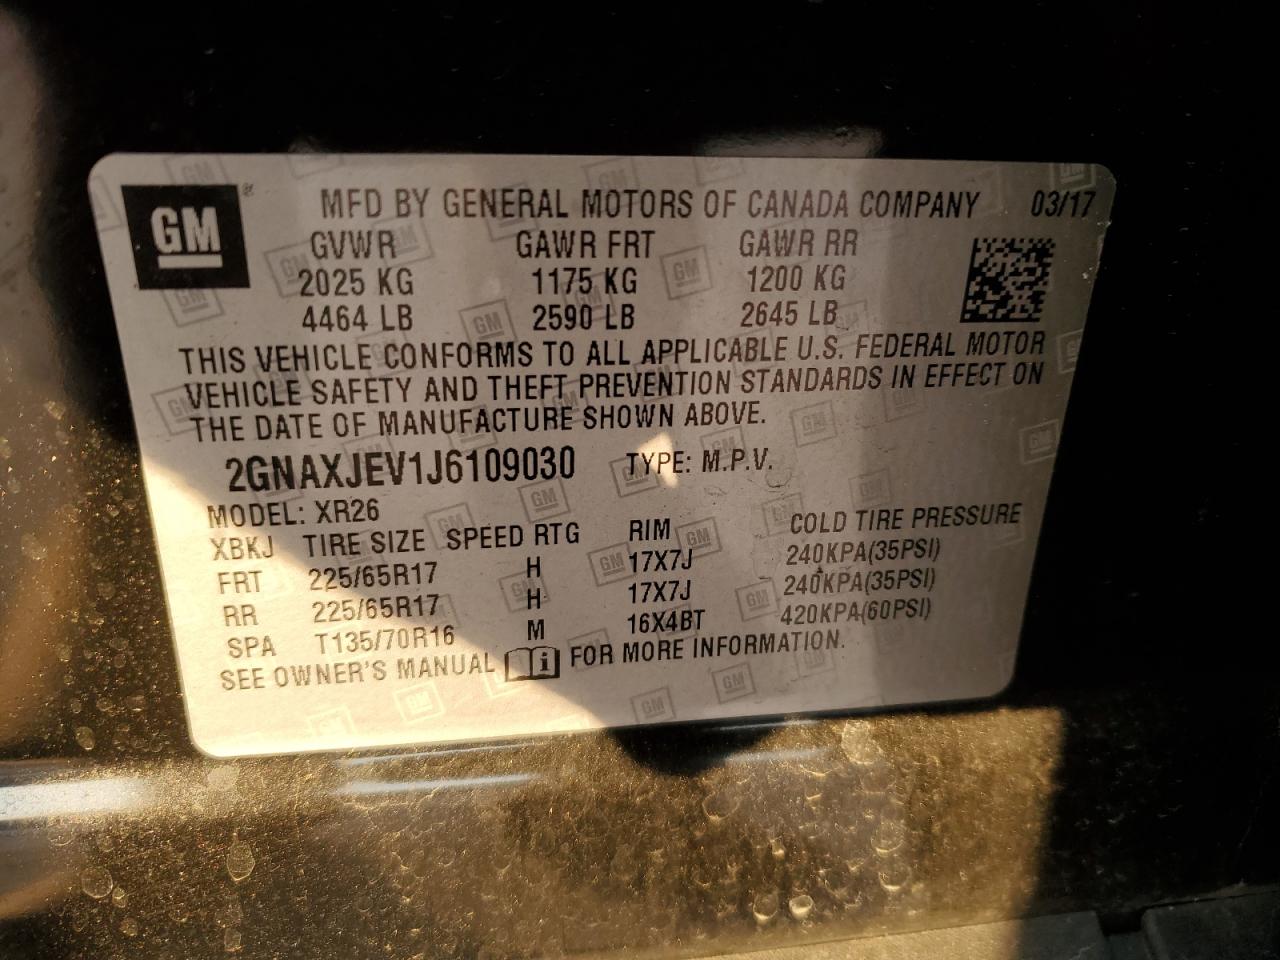 GM ® MFD BY GENERAL MOTORS OF CANADA COMPANY 03/17
GVWR GAWR FRT GAWR RR
2025 KG 1175 KG 1200 KG
4464 LB 2590 LB 2645 LB
THIS VEHICLE CONFORMS TO ALL APPLICABLE U.S. FEDERAL MOTOR
VEHICLE SAFETY AND THEFT PREVENTION STANDARDS IN EFFECT ON
THE DATE OF MANUFACTURE SHOWN ABOVE.
2GNAXJEV1J6109030 TYPE: M.P.V.
MODEL: XR26
XBKJ TIRE SIZE SPEED RTG RIM COLD TIRE PRESSURE
FRT 225/65R17 H 17X7J 240KPA(35PSI)
RR 225/65R17 H 17X7J 240KPA(35PSI)
SPA T135/70R16 M 16X4BT 420KPA(60PSI)
SEE OWNER'S MANUAL i FOR MORE INFORMATION.